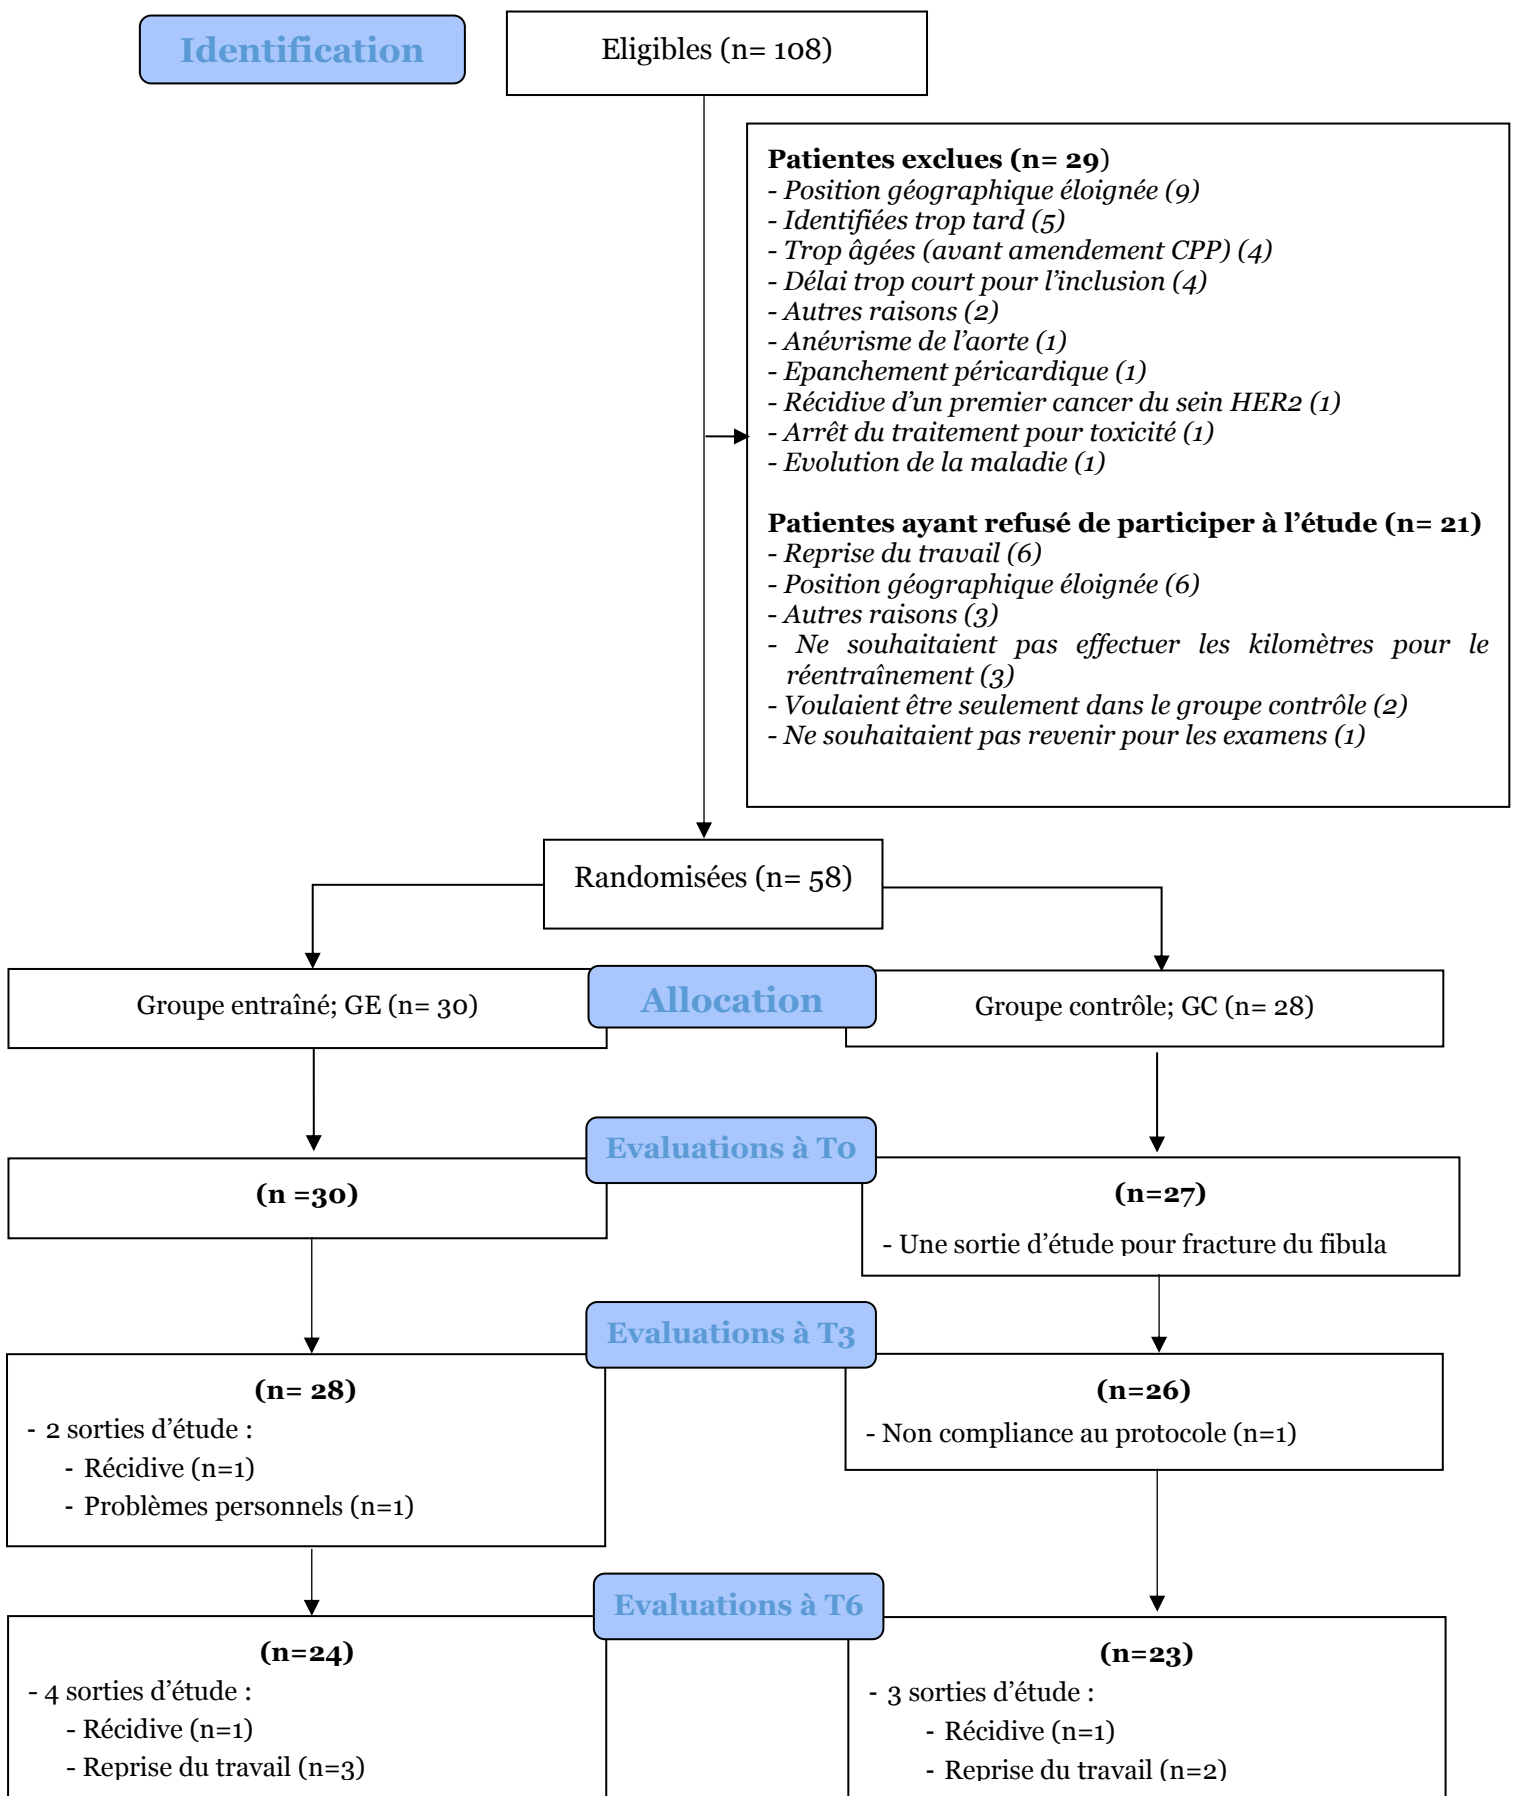 Identification
Eligibles (n= 108)
Patientes exclues (n= 29)
- Position géographique éloignée (9)
- Identifiées trop tard (5)
- Trop âgées (avant amendement CPP) (4)
- Délai trop court pour l’inclusion (4)
- Autres raisons (2)
- Anévrisme de l’aorte (1)
- Epanchement péricardique (1)
- Récidive d’un premier cancer du sein HER2 (1)
- Arrêt du traitement pour toxicité (1)
- Evolution de la maladie (1)
Patientes ayant refusé de participer à l’étude (n= 21)
- Reprise du travail (6)
- Position géographique éloignée (6)
- Autres raisons (3)
- Ne souhaitaient pas effectuer les kilomètres pour le
réentraînement (3)
- Voulaient être seulement dans le groupe contrôle (2)
- Ne souhaitaient pas revenir pour les examens (1)
Randomisées (n= 58)
Groupe entraîné; GE (n= 30)
Allocation
Groupe contrôle; GC (n= 28)
Evaluations à T0
(n =30)
(n=27)
- Une sortie d’étude pour fracture du fibula
Evaluations à T3
(n= 28)
- 2 sorties d’étude :
- Récidive (n=1)
- Problèmes personnels (n=1)
(n=26)
- Non compliance au protocole (n=1)
Evaluations à T6
(n=24)
- 4 sorties d’étude :
- Récidive (n=1)
- Reprise du travail (n=3)
(n=23)
- 3 sorties d’étude :
- Récidive (n=1)
- Reprise du travail (n=2)